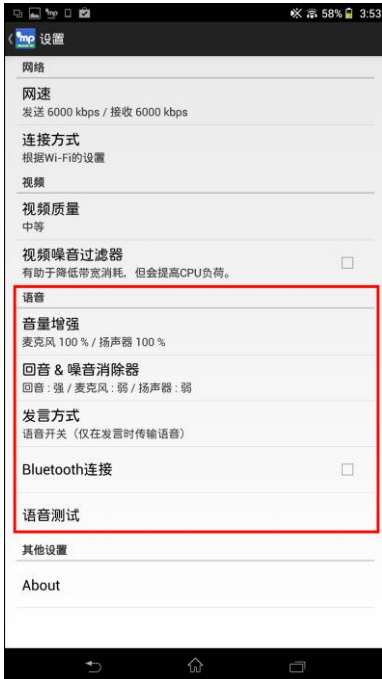 58% 3:53
mp 设置
网络
网速
发送 6000 kbps / 接收 6000 kbps
连接方式
根据Wi-Fi的设置
视频
视频质量
中等
视频噪音过滤器
有助于降低带宽消耗，但会提高CPU负荷。
语音
音量增强
麦克风 100 % / 扬声器 100 %
回音 & 噪音消除器
回音 : 强 / 麦克风 : 弱 / 扬声器 : 弱
发言方式
语音开关（仅在发言时传输语音）
Bluetooth连接
语音测试
其他设置
About